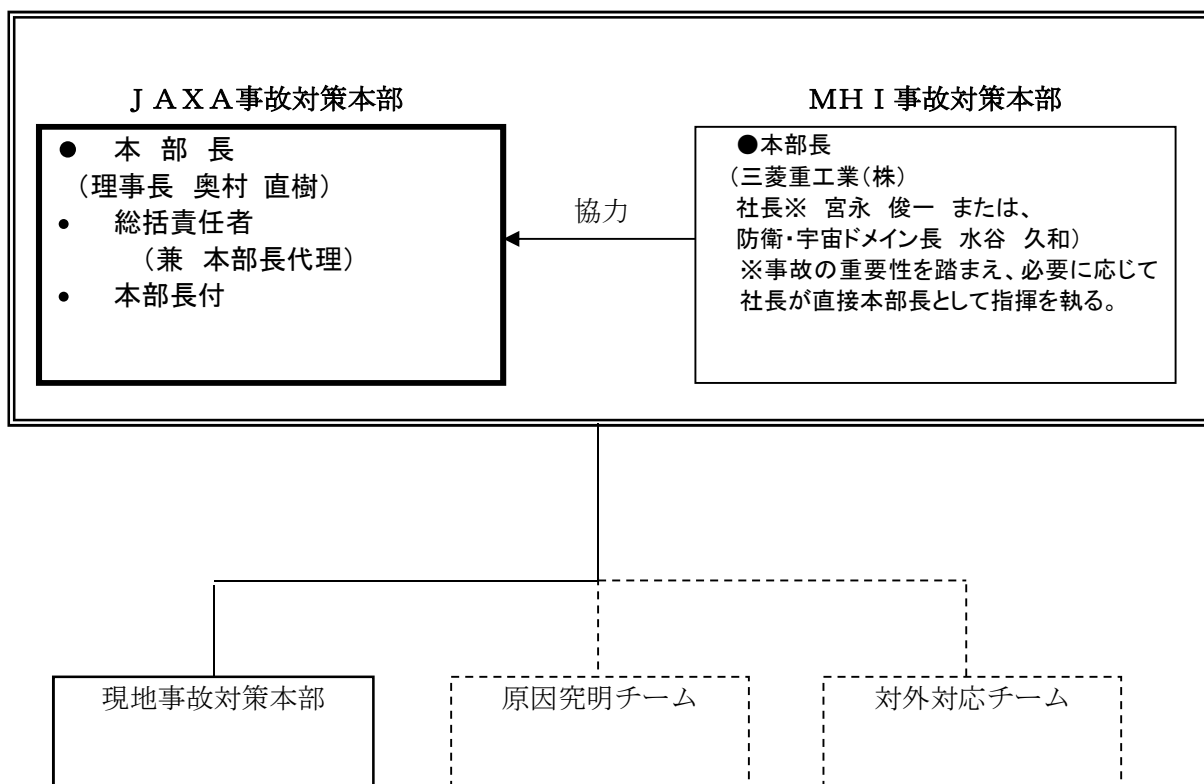 ＪＡＸＡ事故対策本部
● 本 部 長
（理事長 奥村 直樹）
• 総括責任者
（兼 本部長代理）
• 本部長付
協力
ＭＨＩ事故対策本部
●本部長
（三菱重工業（株）
社長※ 宮永 俊一 または、
防衛・宇宙ドメイン長 水谷 久和）
※事故の重要性を踏まえ、必要に応じて
社長が直接本部長として指揮を執る。
現地事故対策本部
原因究明チーム
対外対応チーム